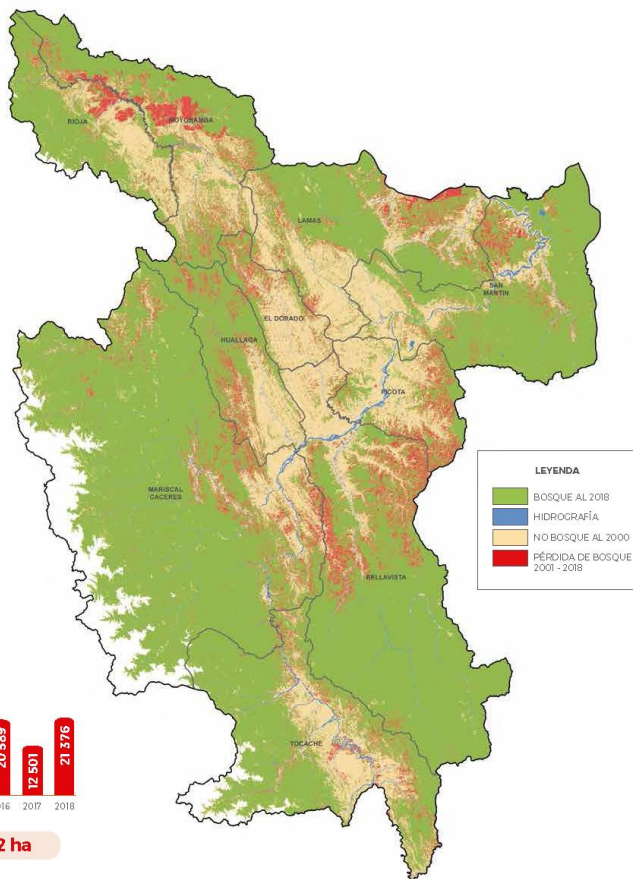 RIOJA
MOYOBAMBA
LAMAS
SAN
MARTIN
EL DORADO
HUALLAGA
PICOTA
MARISCAL
CACERES
BELLAVISTA
TOCACHE
LEYENDA
BOSQUE AL 2018
HIDROGRAFÍA
NO BOSQUE AL 2000
PÉRDIDA DE BOSQUE
2001 - 2018
12 501
21 376
2017 2018
2 ha